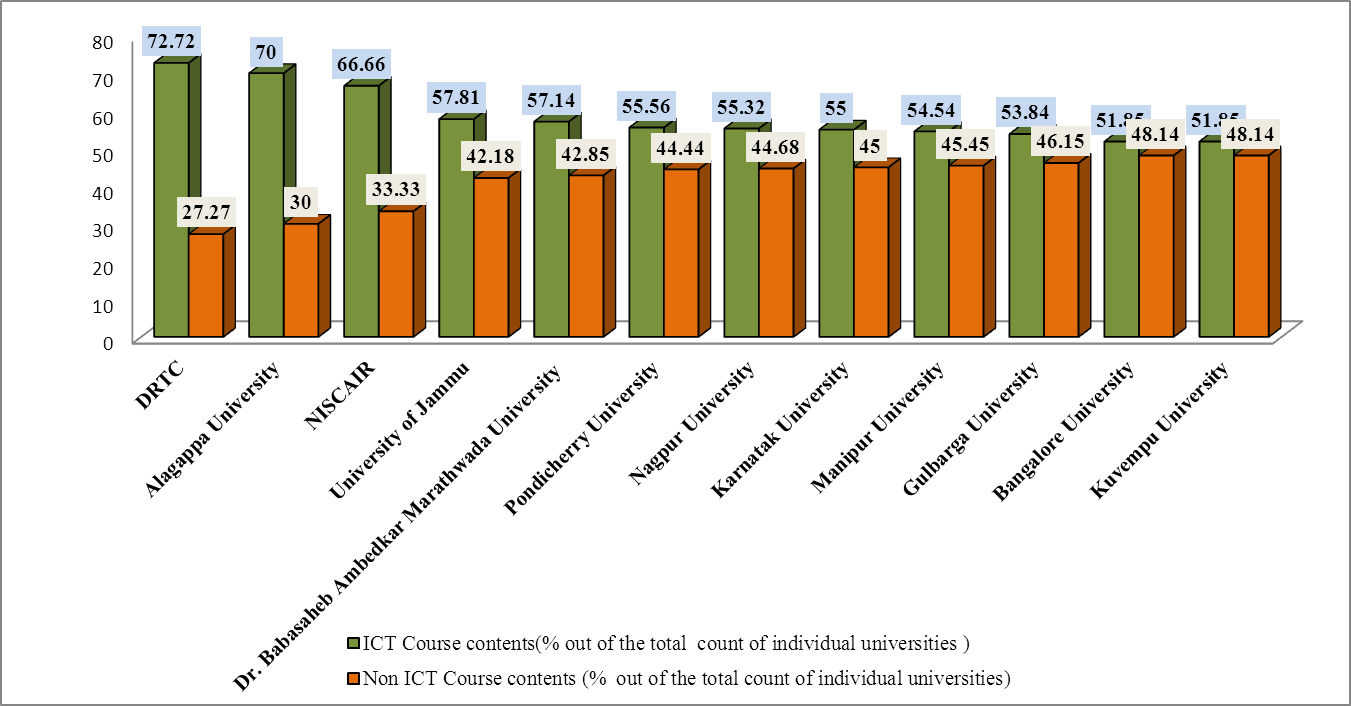 80
70
60
50
40
30
20
10
0
72.72
70
66.66
57.81
57.14
55.56
55.32
55
54.54
53.84
51.85
51.85
27.27
30
33.33
42.18
42.85
44.44
44.68
45
45.45
46.15
48.14
48.14
DRTC
Alagappa University
NISCAIR
University of Jammu
Dr. Babasaheb Ambedkar Marathwada University
Pondicherry University
Nagpur University
Karnatak University
Manipur University
Gulbarga University
Bangalore University
Kuvempu University
ICT Course contents(% out of the total count of individual universities )
Non ICT Course contents (% out of the total count of individual universities)